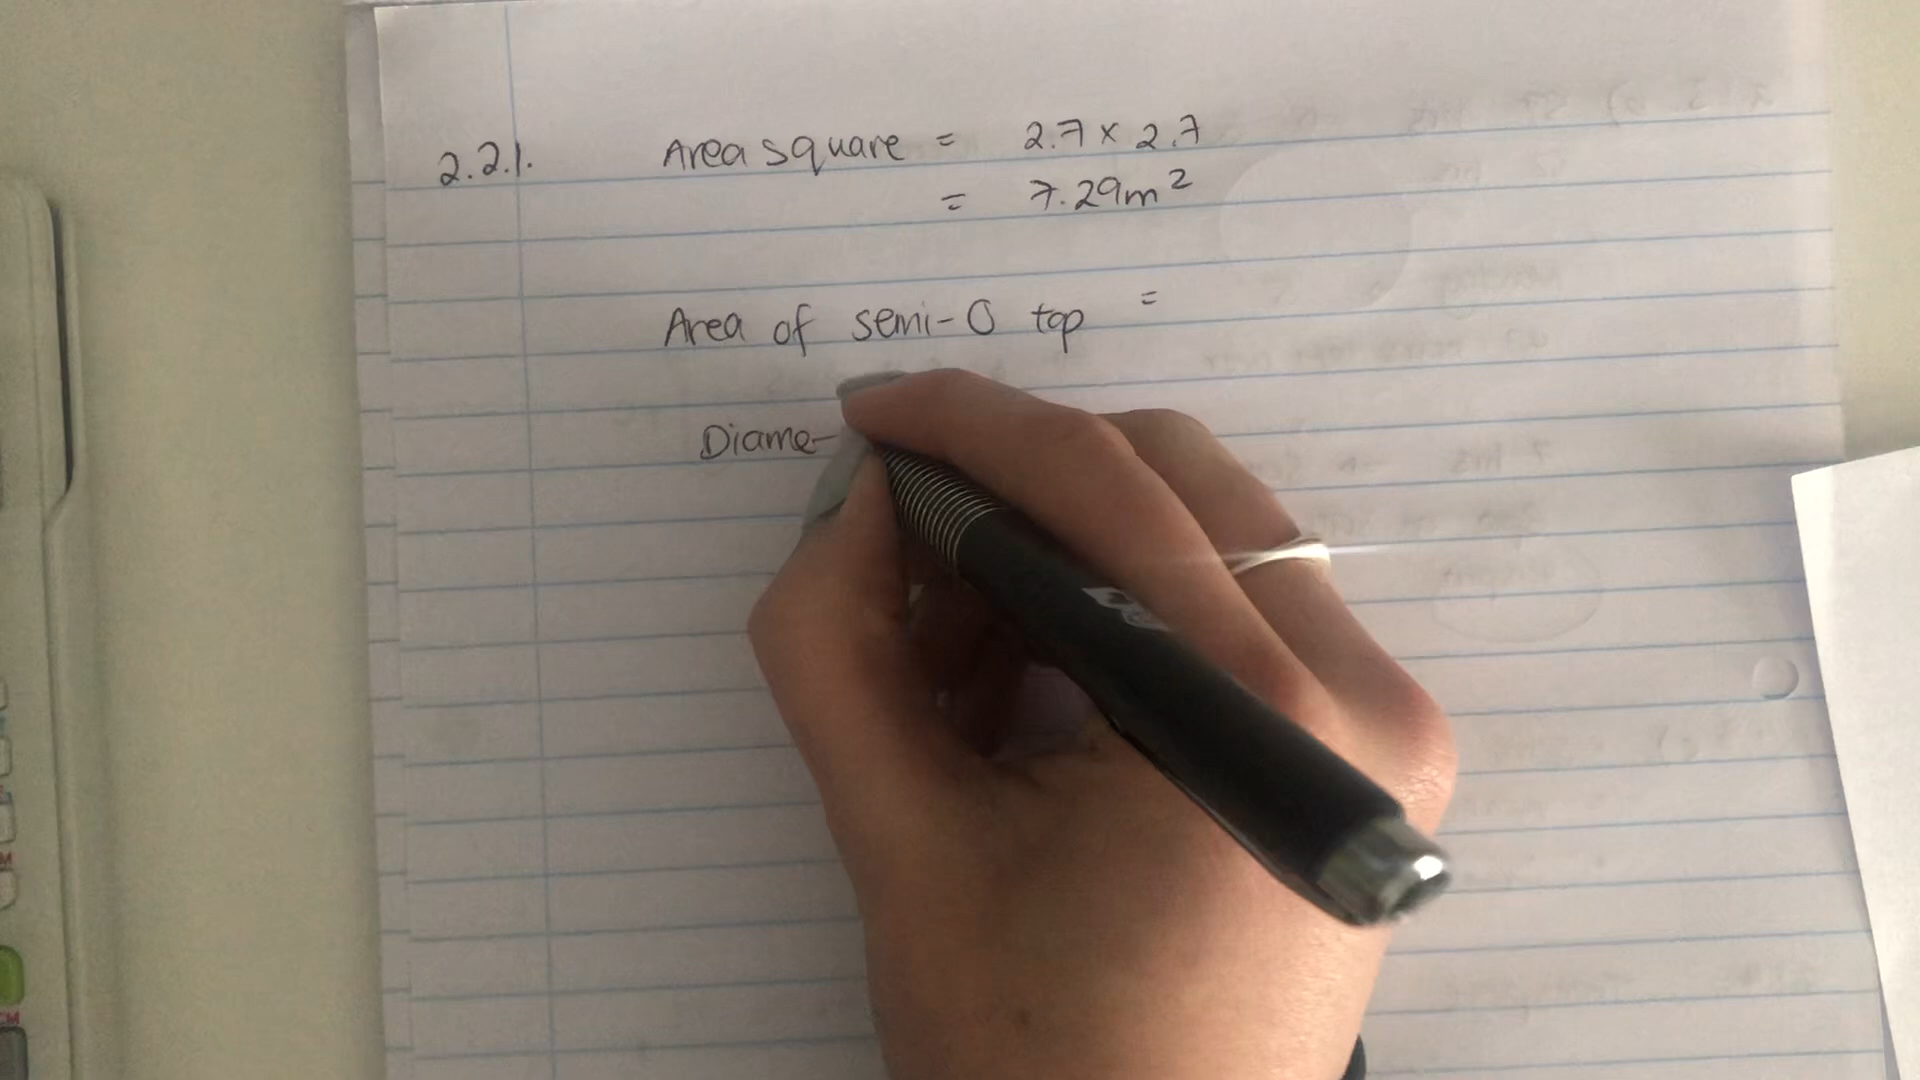 2.2.1. Area square = 2.7 × 2.7
= 7.29m²
Area of semi-O top =
Diame